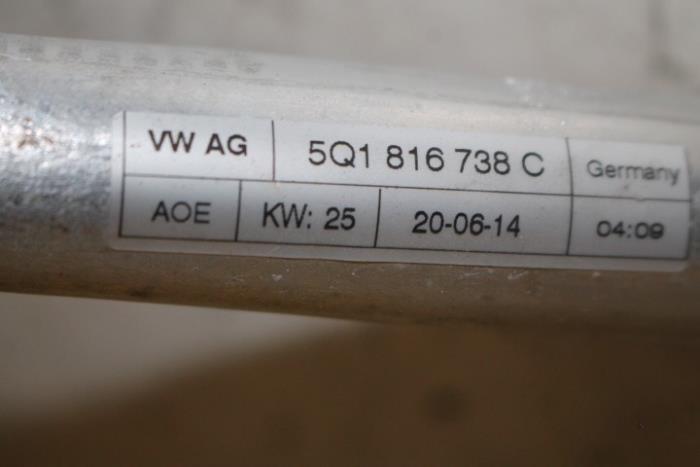 VW AG 5Q1 816 738 C Germany
AOE KW: 25 20-06-14 04:09